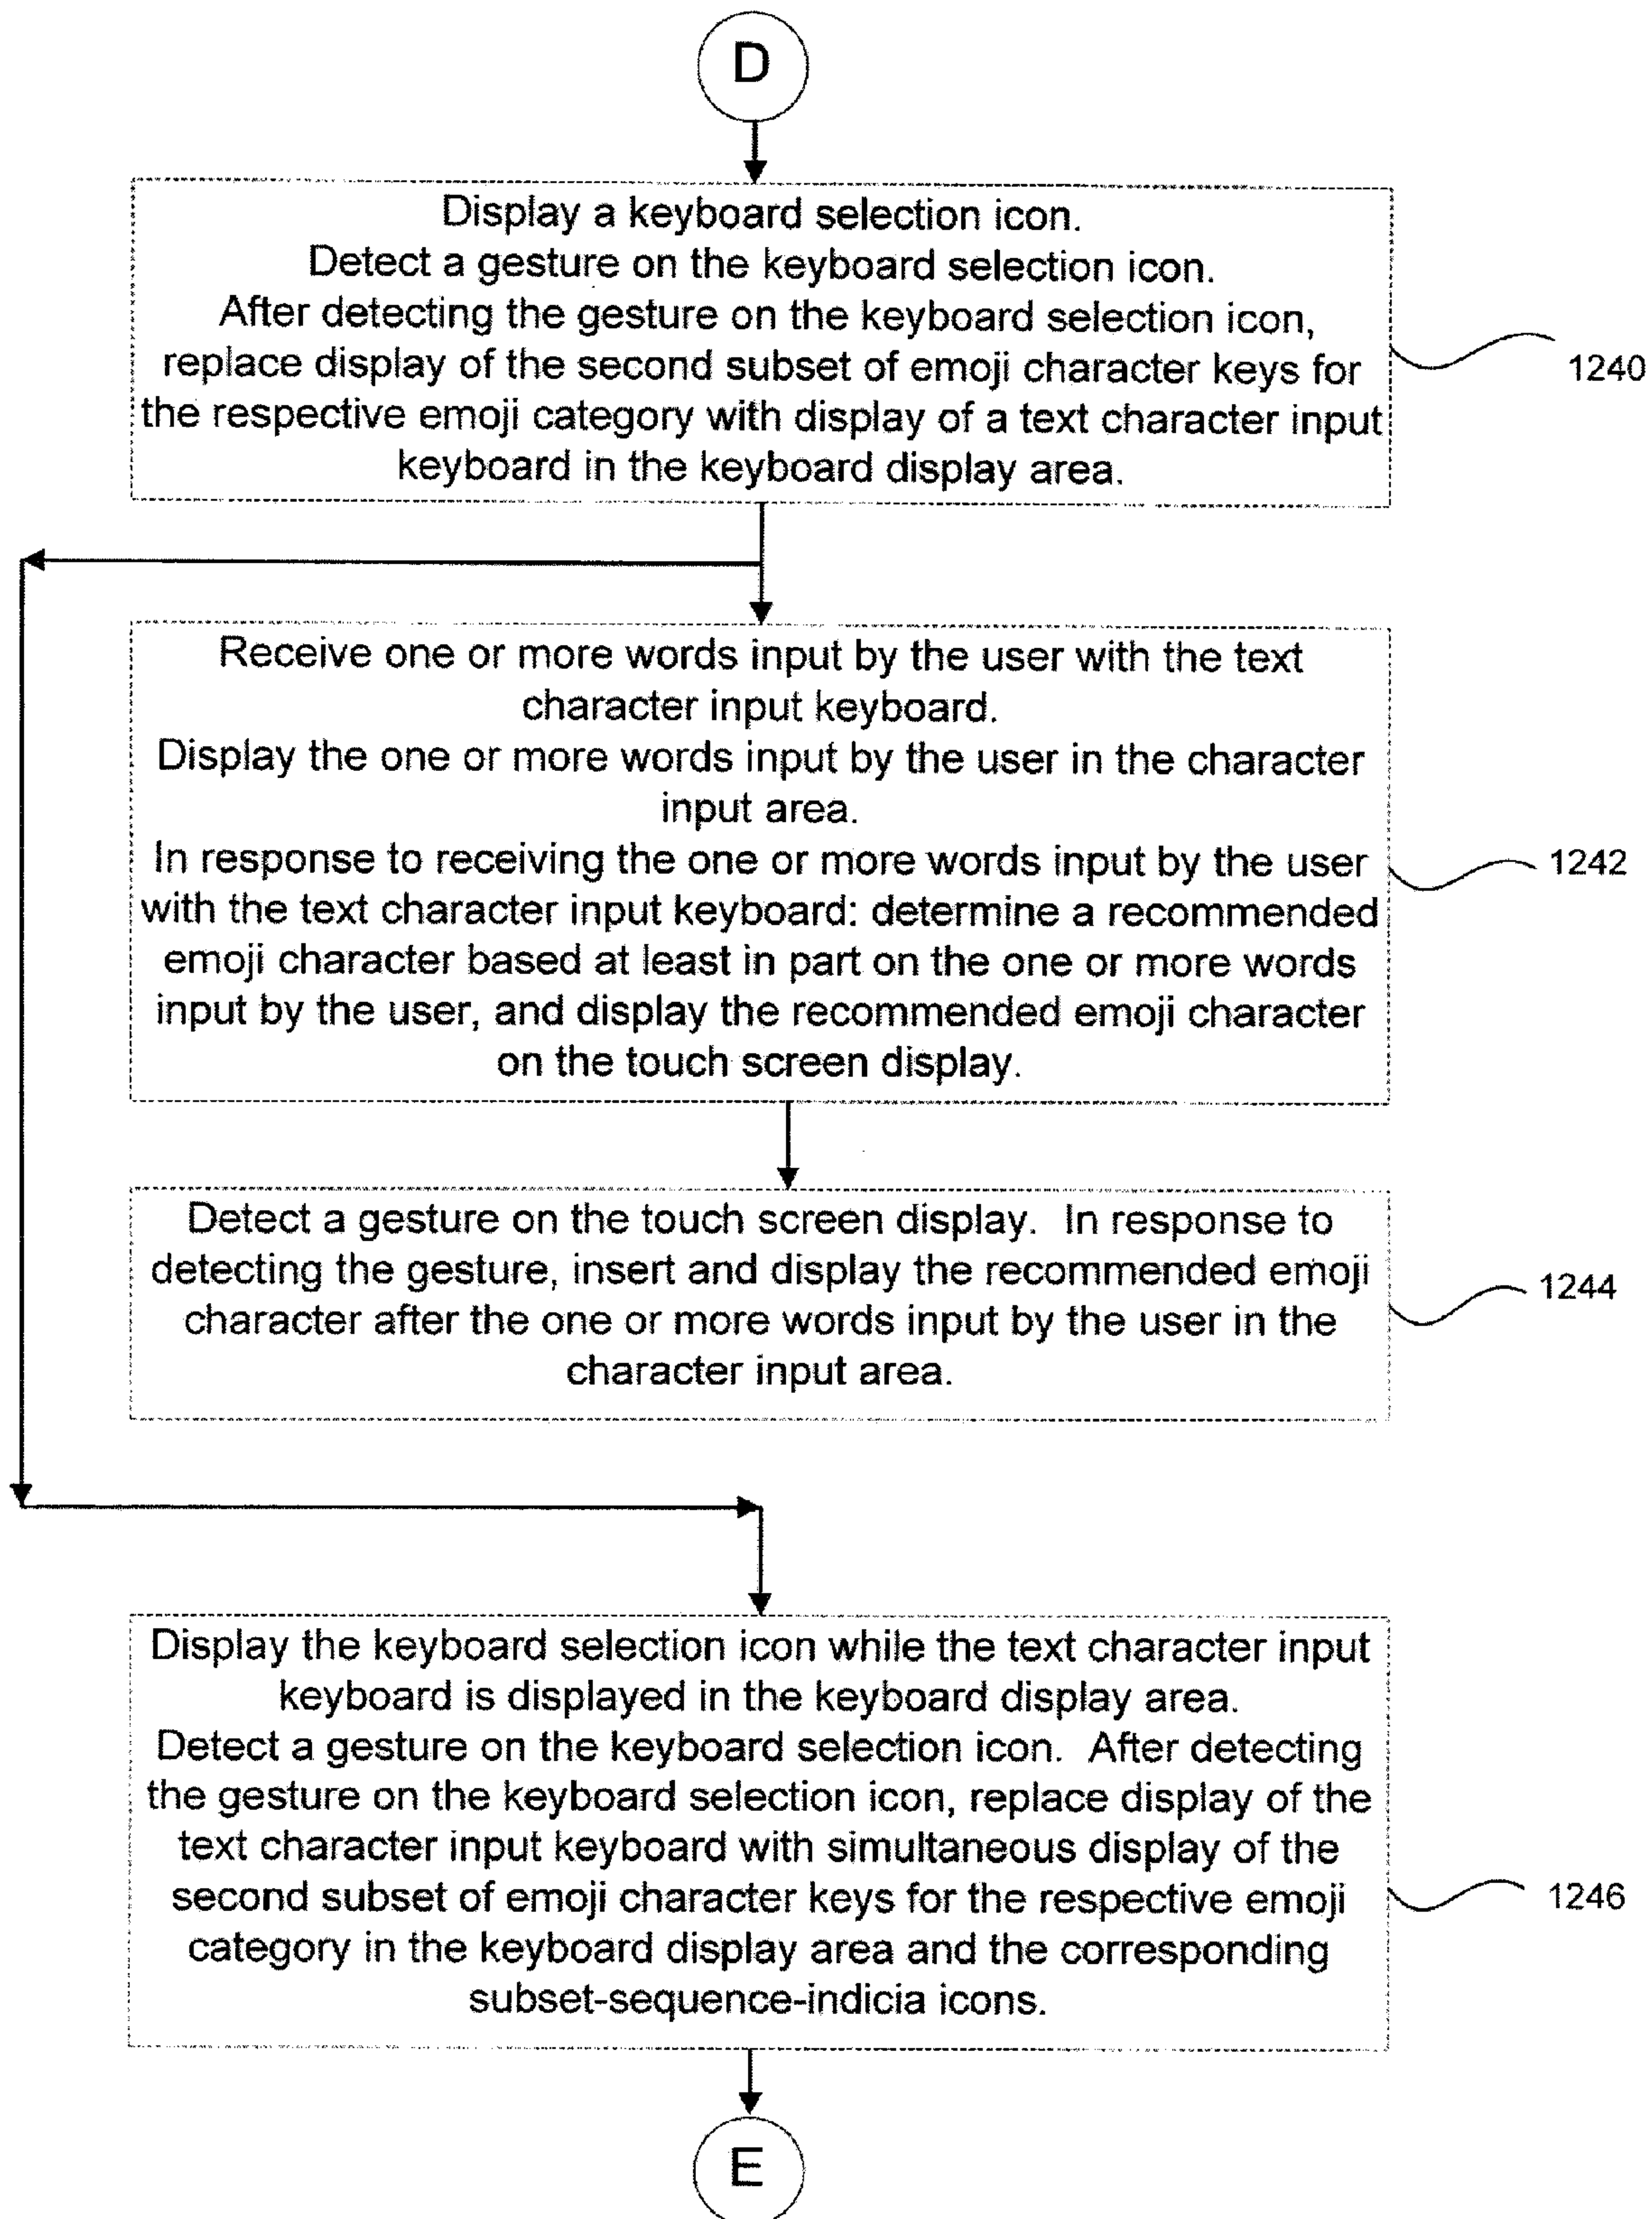 D
Display a keyboard selection icon.
Detect a gesture on the keyboard selection icon.
After detecting the gesture on the keyboard selection icon,
replace display of the second subset of emoji character keys for
the respective emoji category with display of a text character input
keyboard in the keyboard display area.
1240
Receive one or more words input by the user with the text
character input keyboard.
Display the one or more words input by the user in the character
input area.
In response to receiving the one or more words input by the user
with the text character input keyboard: determine a recommended
emoji character based at least in part on the one or more words
input by the user, and display the recommended emoji character
on the touch screen display.
1242
Detect a gesture on the touch screen display.  In response to
detecting the gesture, insert and display the recommended emoji
character after the one or more words input by the user in the
character input area.
1244
Display the keyboard selection icon while the text character input
keyboard is displayed in the keyboard display area.
Detect a gesture on the keyboard selection icon.  After detecting
the gesture on the keyboard selection icon, replace display of the
text character input keyboard with simultaneous display of the
second subset of emoji character keys for the respective emoji
category in the keyboard display area and the corresponding
subset-sequence-indicia icons.
1246
E